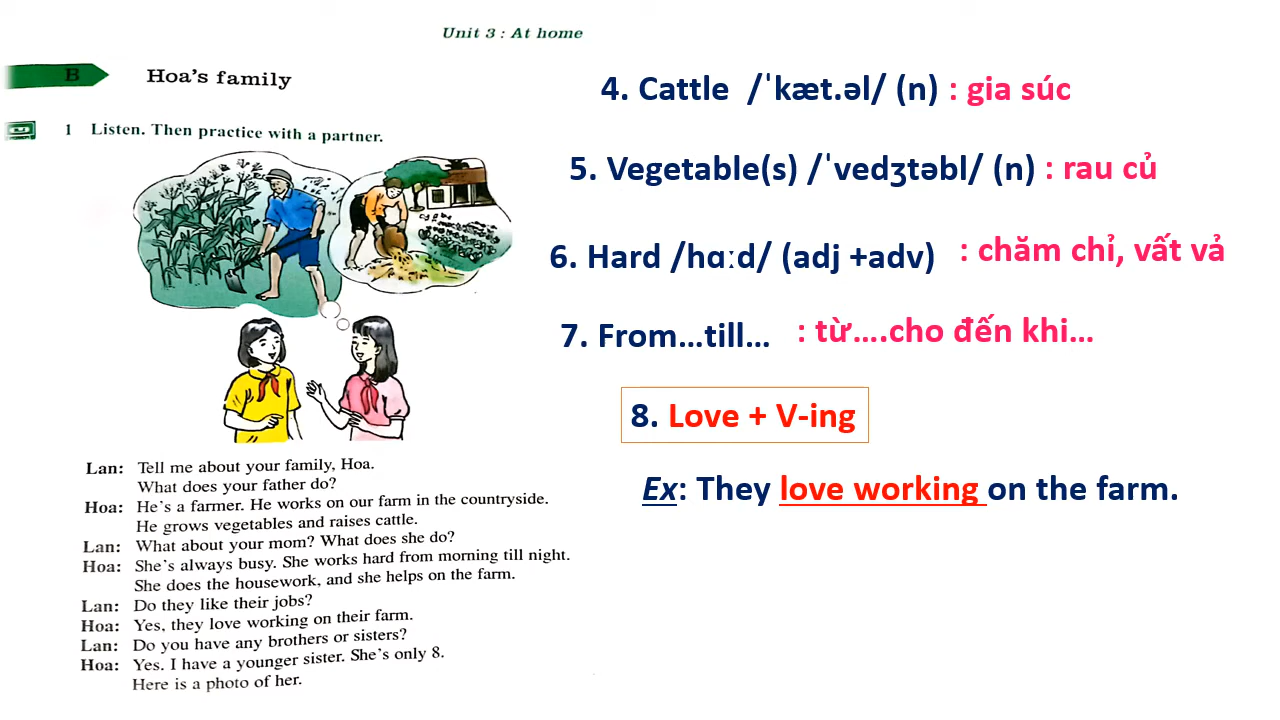 Unit 3 : At home
B Hoa's family
1 Listen. Then practice with a partner.
Lan: Tell me about your family, Hoa.
What does your father do?
Hoa: He's a farmer. He works on our farm in the countryside.
He grows vegetables and raises cattle.
Lan: What about your mom? What does she do?
Hoa: She's always busy. She works hard from morning till night.
She does the housework, and she helps on the farm.
Lan: Do they like their jobs?
Hoa: Yes, they love working on their farm.
Lan: Do you have any brothers or sisters?
Hoa: Yes. I have a younger sister. She's only 8.
Here is a photo of her.
4. Cattle /ˈkæt.əl/ (n) : gia súc
5. Vegetable(s) /ˈvedʒtəbl/ (n) : rau củ
6. Hard /hɑːd/ (adj +adv) : chăm chỉ, vất vả
7. From...till... : từ....cho đến khi...
8. Love + V-ing
Ex: They love working on the farm.